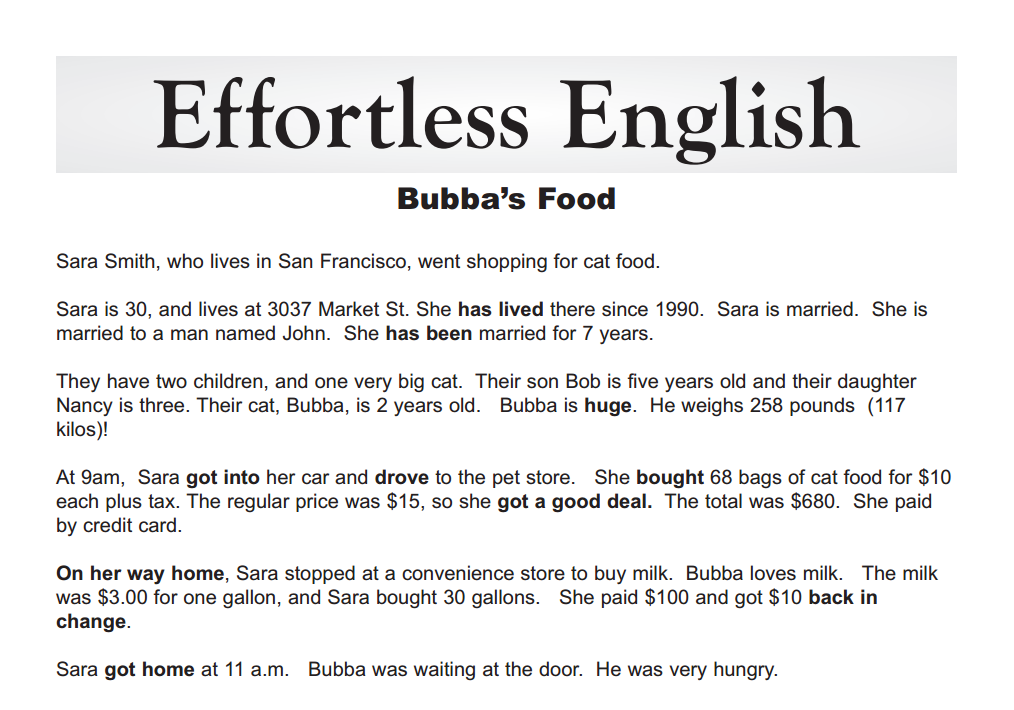 Effortless English
Bubba’s Food
Sara Smith, who lives in San Francisco, went shopping for cat food.
Sara is 30, and lives at 3037 Market St. She has lived there since 1990.  Sara is married.  She is
married to a man named John.  She has been married for 7 years.
They have two children, and one very big cat.  Their son Bob is five years old and their daughter
Nancy is three. Their cat, Bubba, is 2 years old.   Bubba is huge.  He weighs 258 pounds  (117
kilos)!
At 9am,  Sara got into her car and drove to the pet store.   She bought 68 bags of cat food for $10
each plus tax. The regular price was $15, so she got a good deal.  The total was $680.  She paid
by credit card.
On her way home, Sara stopped at a convenience store to buy milk.  Bubba loves milk.   The milk
was $3.00 for one gallon, and Sara bought 30 gallons.   She paid $100 and got $10 back in
change.
Sara got home at 11 a.m.   Bubba was waiting at the door.  He was very hungry.